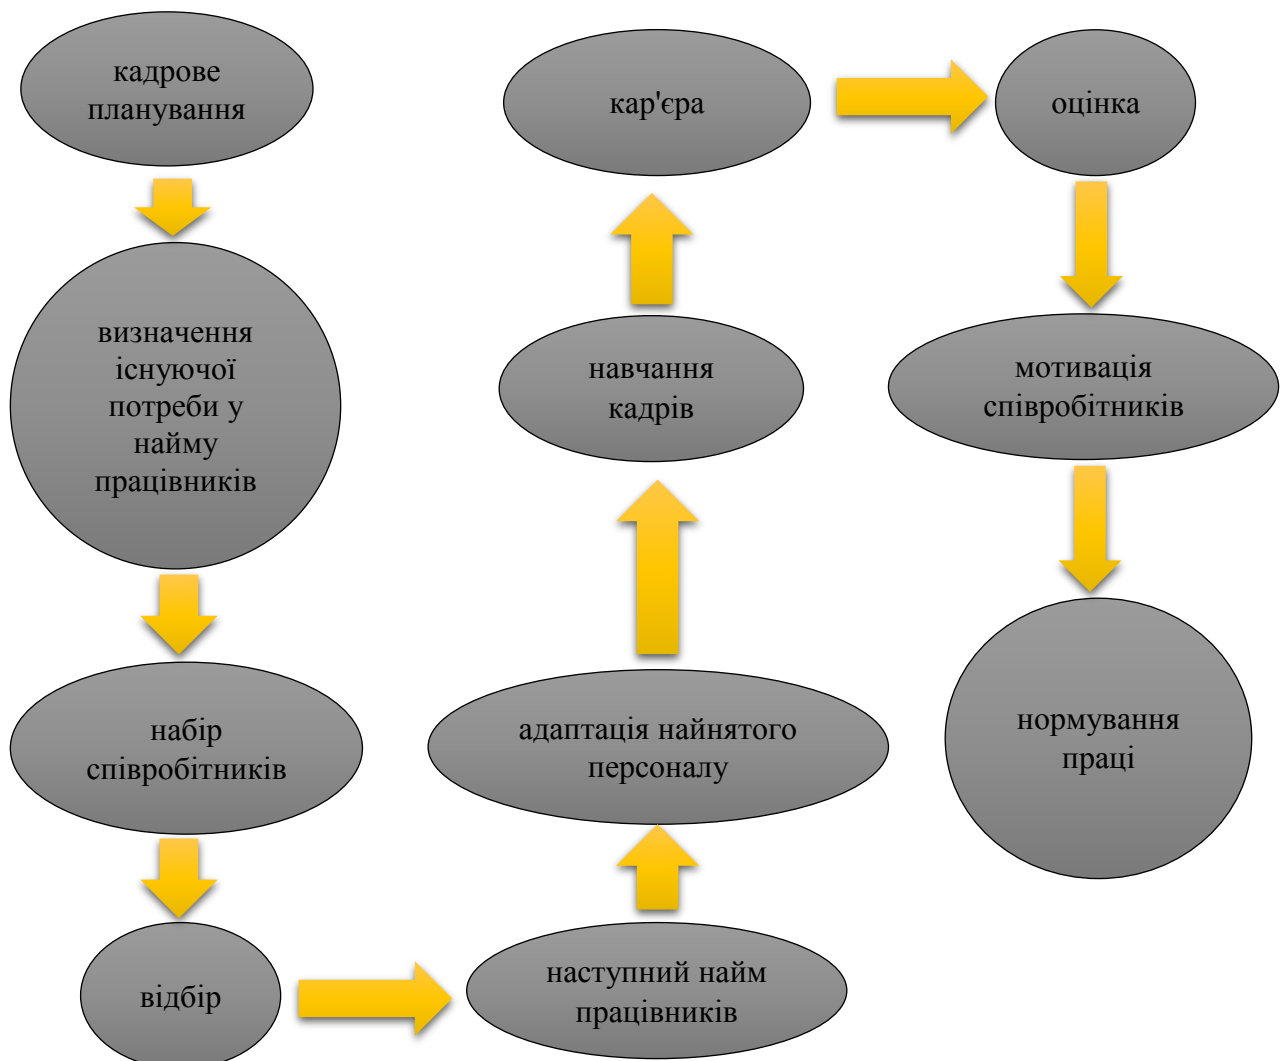 кадрове
планування
визначення
існуючої
потреби у
найму
працівників
набір
співробітників
відбір
наступний найм
працівників
адаптація найнятого
персоналу
навчання
кадрів
кар'єра
оцінка
мотивація
співробітників
нормування
праці